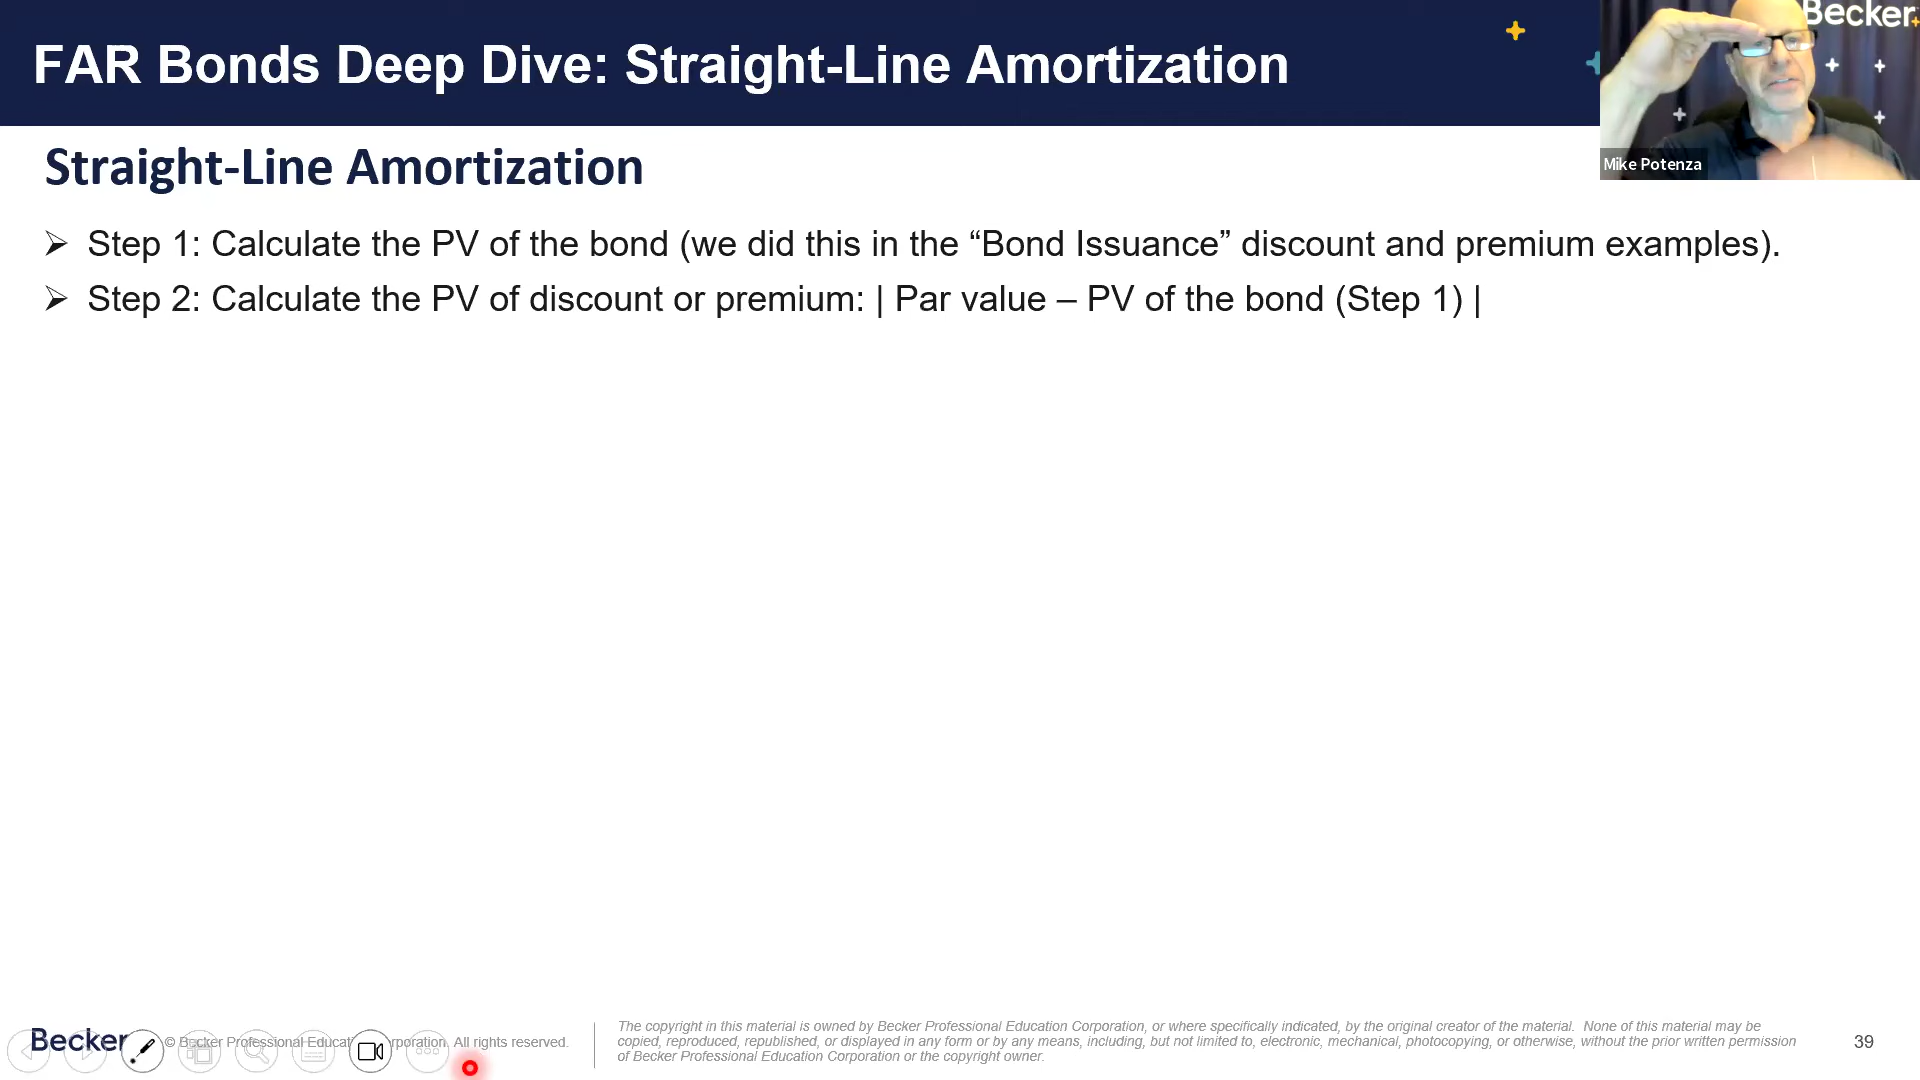 FAR Bonds Deep Dive: Straight-Line Amortization
Becker
Mike Potenza
Straight-Line Amortization
Step 1: Calculate the PV of the bond (we did this in the “Bond Issuance” discount and premium examples).
Step 2: Calculate the PV of discount or premium: | Par value – PV of the bond (Step 1) |
Becker
© Becker Professional Educat rporation. All rights reserved.
The copyright in this material is owned by Becker Professional Education Corporation, or where specifically indicated, by the original creator of the material.  None of this material may be
copied, reproduced, republished, or displayed in any form or by any means, including, but not limited to, electronic, mechanical, photocopying, or otherwise, without the prior written permission
of Becker Professional Education Corporation or the copyright owner.
39